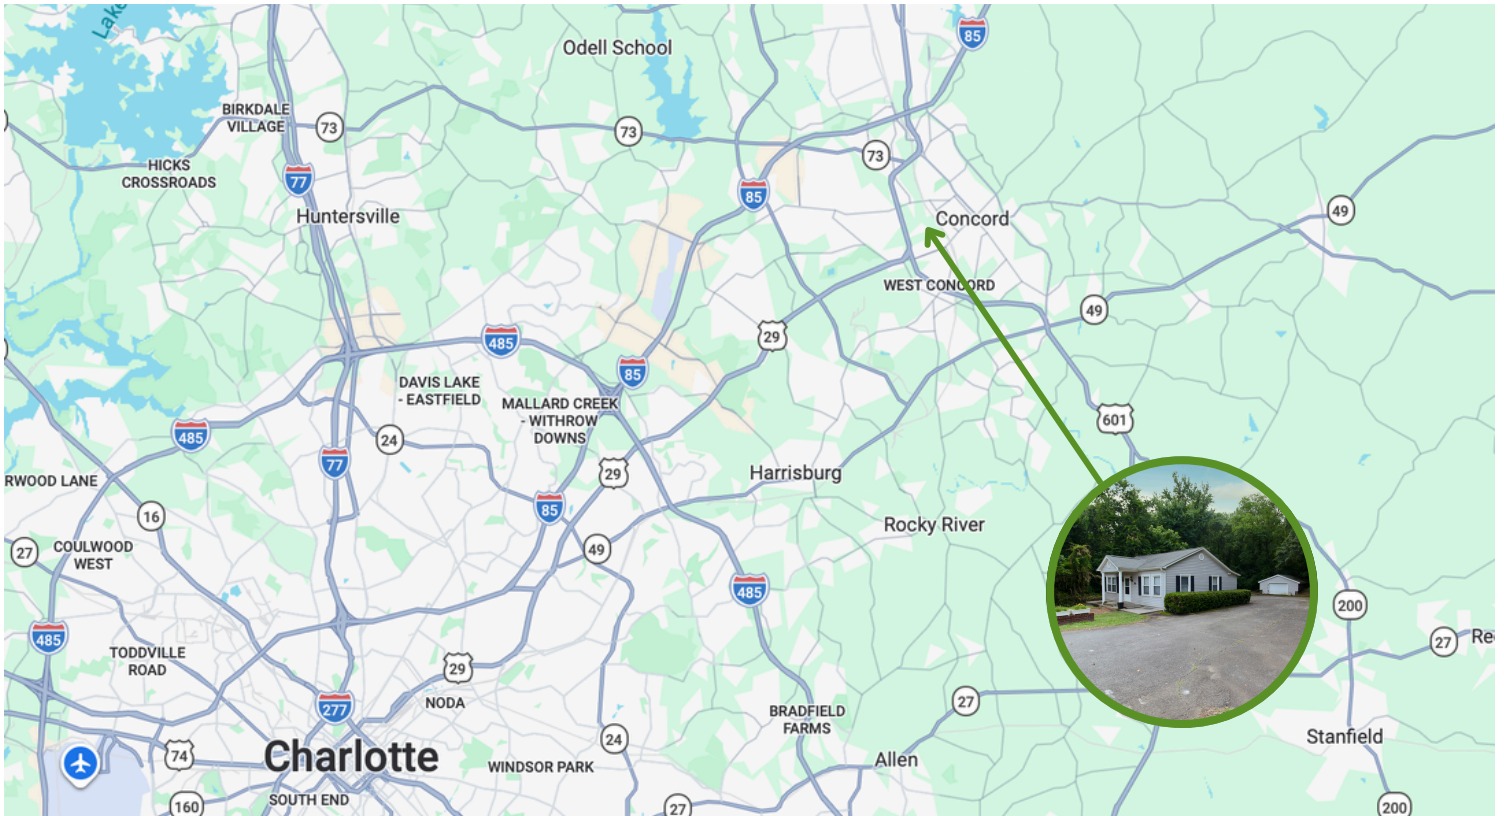 Lake
85
Odell School
BIRKDALE
VILLAGE
73
73
73
HICKS
CROSSROADS
77
85
Huntersville
Concord
49
WEST CONCORD
49
29
485
85
DAVIS LAKE
- EASTFIELD
MALLARD CREEK
- WITHROW
DOWNS
601
485
24
77
29
Harrisburg
RWOOD LANE
85
16
Rocky River
27
COULWOOD
WEST
49
485
200
485
27
Re
TODDVILLE
ROAD
29
NODA
277
27
BRADFIELD
FARMS
24
Stanfield
74
Charlotte
WINDSOR PARK
Allen
160
SOUTH END
27
200